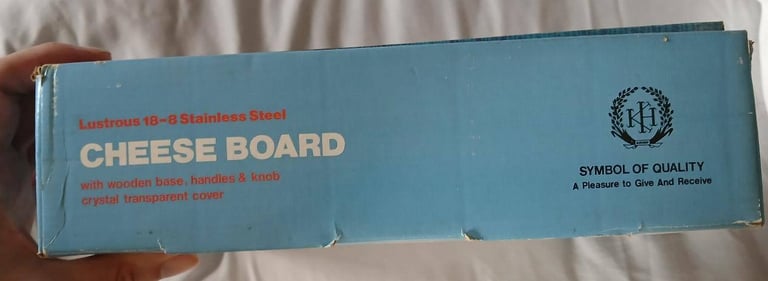 Lustrous 18-8 Stainless Steel
CHEESE BOARD
with wooden base, handles & knob
crystal transparent cover
KH
SYMBOL OF QUALITY
A Pleasure to Give And Receive